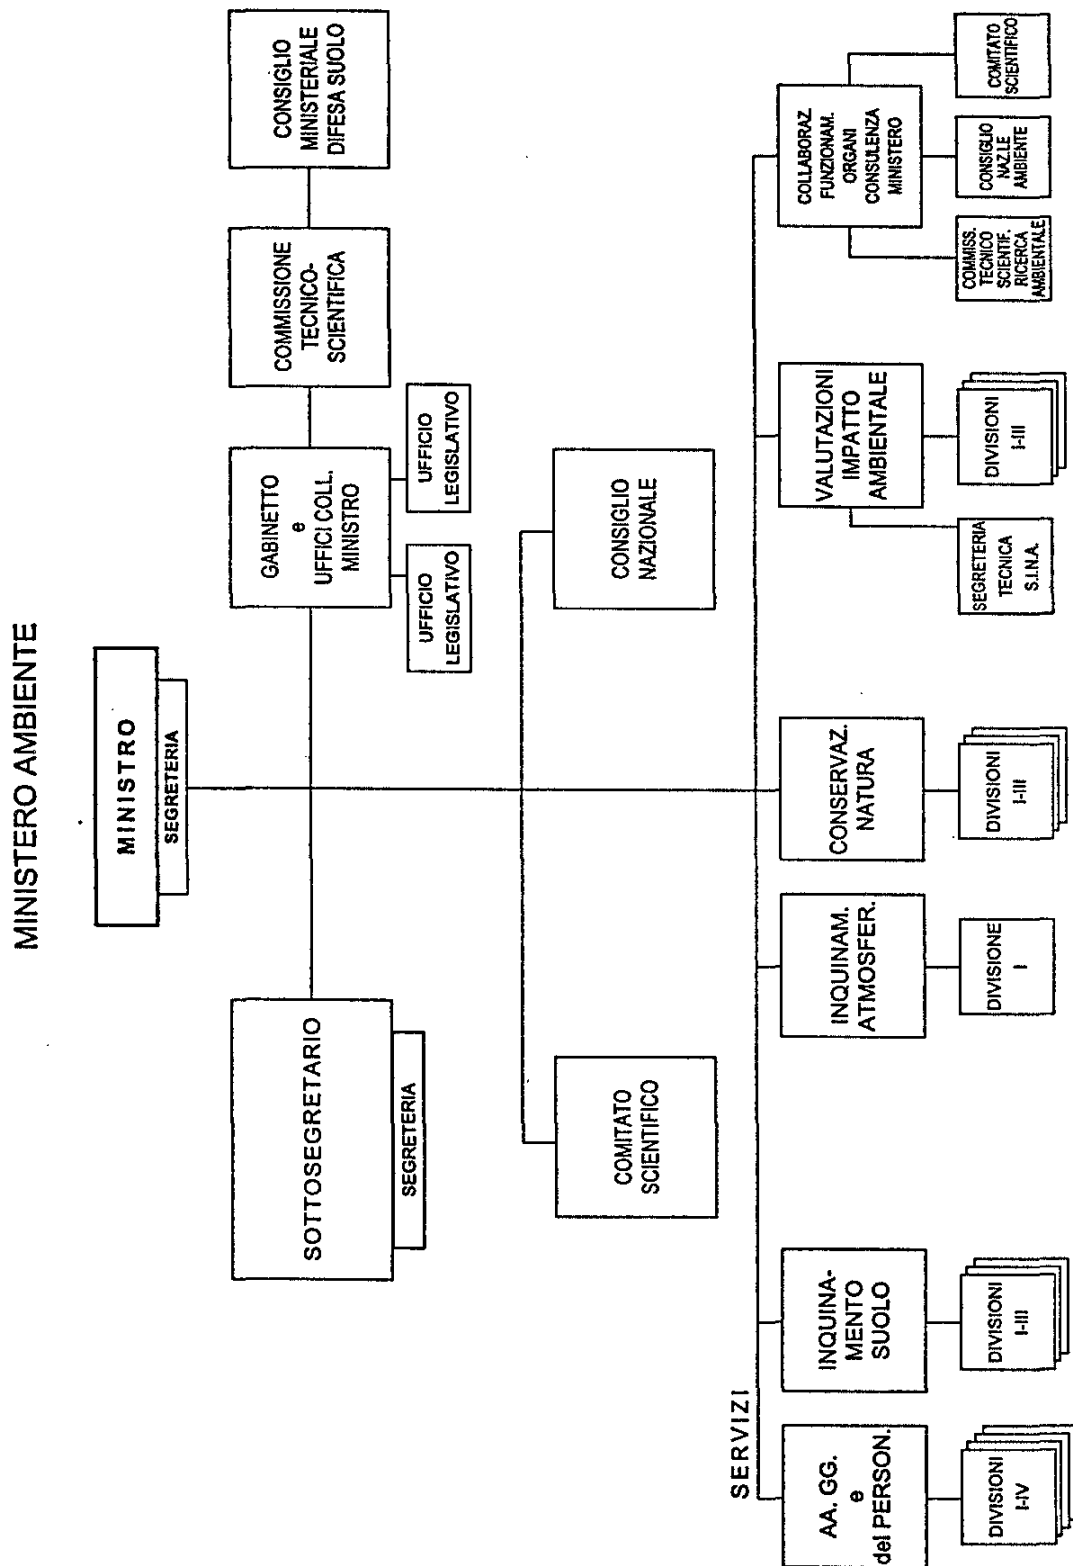 MINISTERO AMBIENTE
MINISTRO
SEGRETERIA
SOTTOSEGRETARIO
SEGRETERIA
GABINETTO
e
UFFICI COLL.
MINISTRO
UFFICIO
LEGISLATIVO
UFFICIO
LEGISLATIVO
COMMISSIONE
TECNICO-
SCIENTIFICA
CONSIGLIO
MINISTERIALE
DIFESA SUOLO
COMITATO
SCIENTIFICO
CONSIGLIO
NAZIONALE
SERVIZI
AA. GG.
e
del PERSON.
DIVISIONI
I-IV
INQUINA-
MENTO
SUOLO
DIVISIONI
I-III
INQUINAM.
ATMOSFER.
DIVISIONE
I
CONSERVAZ.
NATURA
DIVISIONI
I-III
VALUTAZIONI
IMPATTO
AMBIENTALE
SEGRETERIA
TECNICA
S.I.N.A.
DIVISIONI
I-III
COLLABORAZ.
FUNZIONAM.
ORGANI
CONSULENZA
MINISTERO
COMMISS.
TECNICO
SCIENTIF.
RICERCA
AMBIENTALE
CONSIGLIO
NAZ.LE
AMBIENTE
COMITATO
SCIENTIFICO